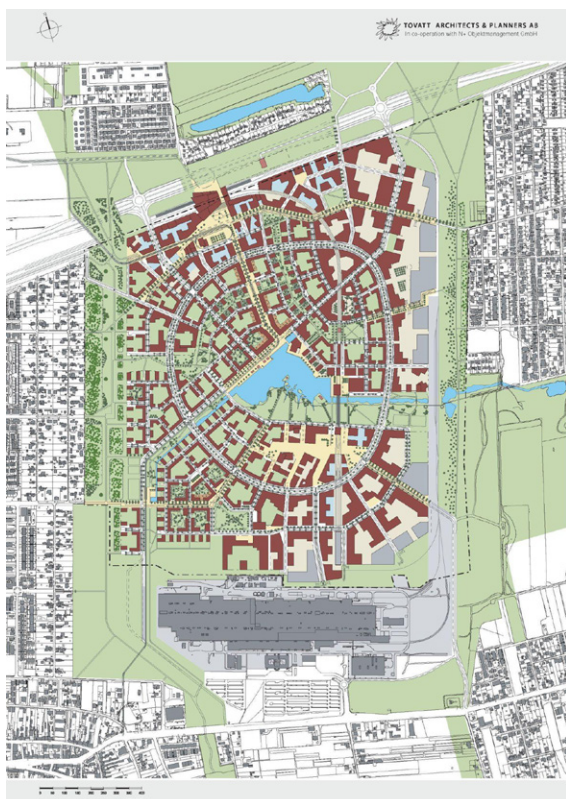 TOVATT ARCHITECTS & PLANNERS AB
In co-operation with N+ Objektmanagement GmbH